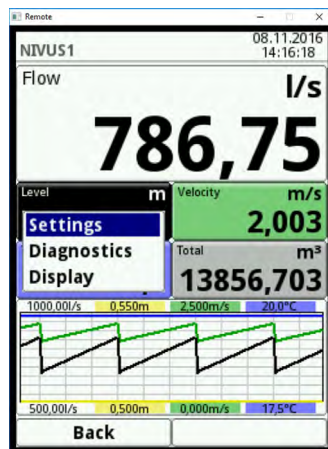 Remote
NIVUS1
08.11.2016
14:16:18
Flow
l/s
786,75
Level m
Velocity m/s
2,003
Settings
Diagnostics
Display
Total m³
13856,703
1000,00l/s 0,550m 2,500m/s 20,0°C
500,00l/s 0,500m 0,000m/s 17,5°C
Back